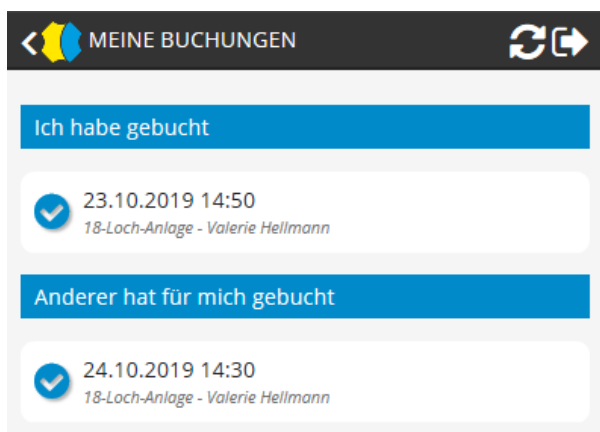 MEINE BUCHUNGEN
Ich habe gebucht
23.10.2019 14:50
18-Loch-Anlage - Valerie Hellmann
Anderer hat für mich gebucht
24.10.2019 14:30
18-Loch-Anlage - Valerie Hellmann